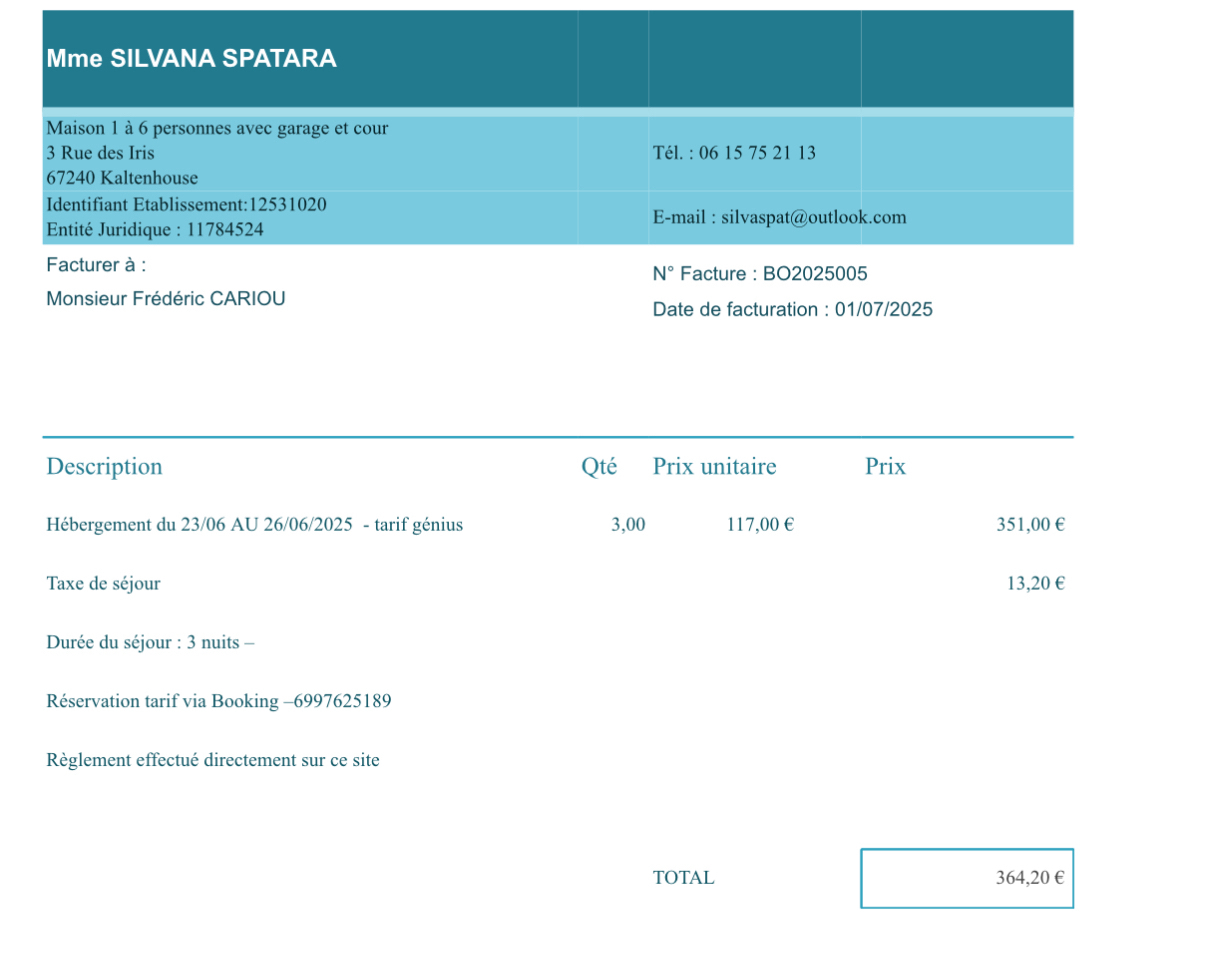 Mme SILVANA SPATARA
Maison 1 à 6 personnes avec garage et cour
3 Rue des Iris
67240 Kaltenhouse
Tél. : 06 15 75 21 13
Identifiant Etablissement:12531020
Entité Juridique : 11784524
E-mail : silvaspat@outlook.com
Facturer à :
Monsieur Frédéric CARIOU
N° Facture : BO2025005
Date de facturation : 01/07/2025
Description Qté Prix unitaire Prix
Hébergement du 23/06 AU 26/06/2025 - tarif génius 3,00 117,00 € 351,00 €
Taxe de séjour 13,20 €
Durée du séjour : 3 nuits –
Réservation tarif via Booking –6997625189
Règlement effectué directement sur ce site
TOTAL 364,20 €